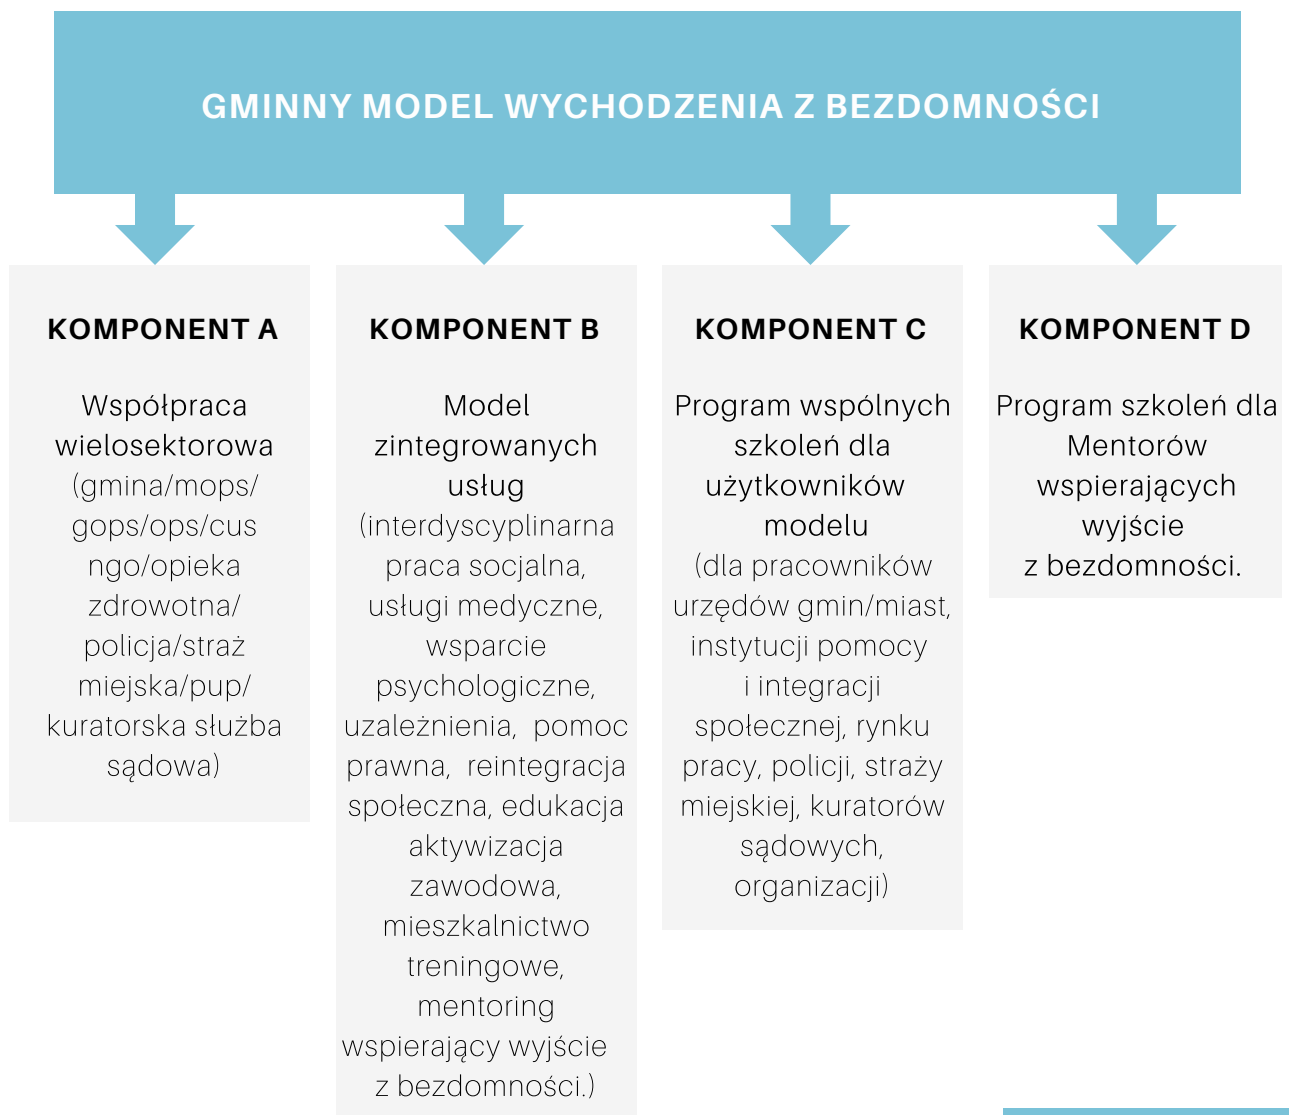 GMINNY MODEL WYCHODZENIA Z BEZDOMNOŚCI
KOMPONENT A
Współpraca
wielosektorowa
(gmina/mops/
gops/ops/cus
ngo/opieka
zdrowotna/
policja/straż
miejska/pup/
kuratorska służba
sądowa)
KOMPONENT B
Model
zintegrowanych
usług
(interdyscyplinarna
praca socjalna,
usługi medyczne,
wsparcie
psychologiczne,
uzależnienia, pomoc
prawna, reintegracja
społeczna, edukacja
aktywizacja
zawodowa,
mieszkalnictwo
treningowe,
mentoring
wspierający wyjście
z bezdomności.)
KOMPONENT C
Program wspólnych
szkoleń dla
użytkowników
modelu
(dla pracowników
urzędów gmin/miast,
instytucji pomocy
i integracji
społecznej, rynku
pracy, policji, straży
miejskiej, kuratorów
sądowych,
organizacji)
KOMPONENT D
Program szkoleń dla
Mentorów
wspierających
wyjście
z bezdomności.